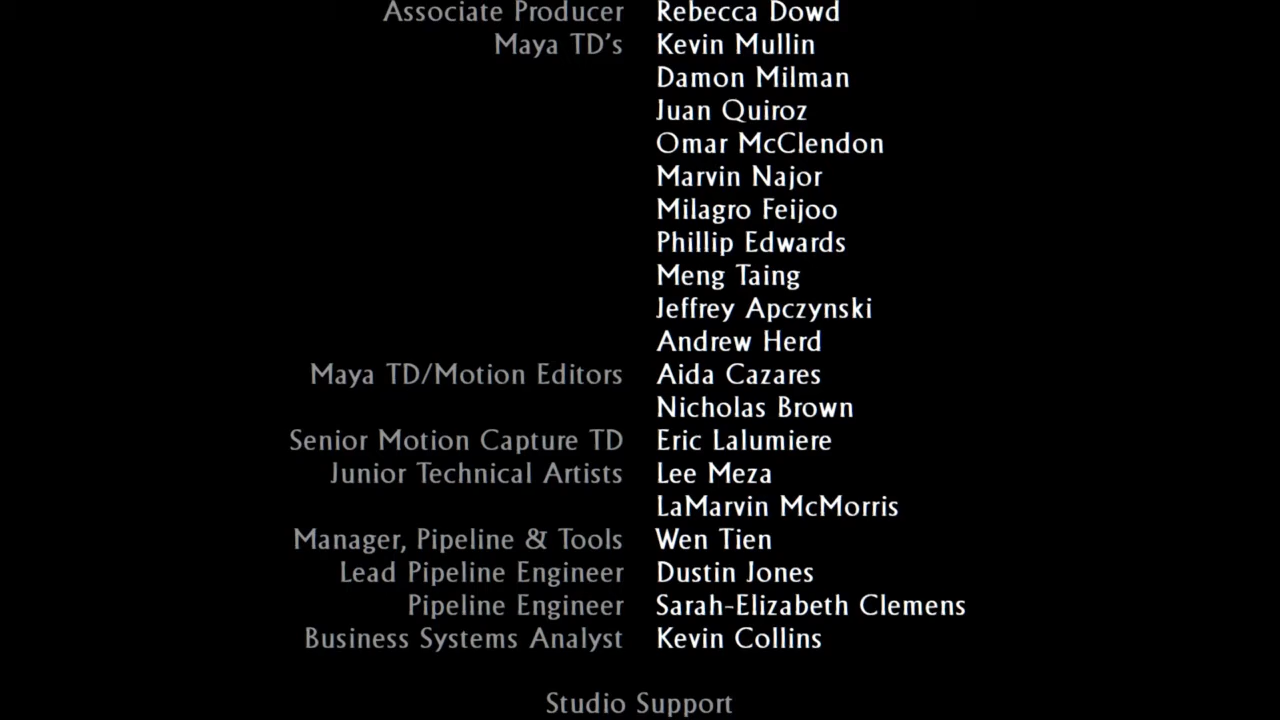 Associate Producer Rebecca Dowd
Maya TD’s Kevin Mullin
Damon Milman
Juan Quiroz
Omar McClendon
Marvin Najor
Milagro Feijoo
Phillip Edwards
Meng Taing
Jeffrey Apczynski
Andrew Herd
Maya TD/Motion Editors Aida Cazares
Nicholas Brown
Senior Motion Capture TD Eric Lalumiere
Junior Technical Artists Lee Meza
LaMarvin McMorris
Manager, Pipeline & Tools Wen Tien
Lead Pipeline Engineer Dustin Jones
Pipeline Engineer Sarah-Elizabeth Clemens
Business Systems Analyst Kevin Collins
Studio Support